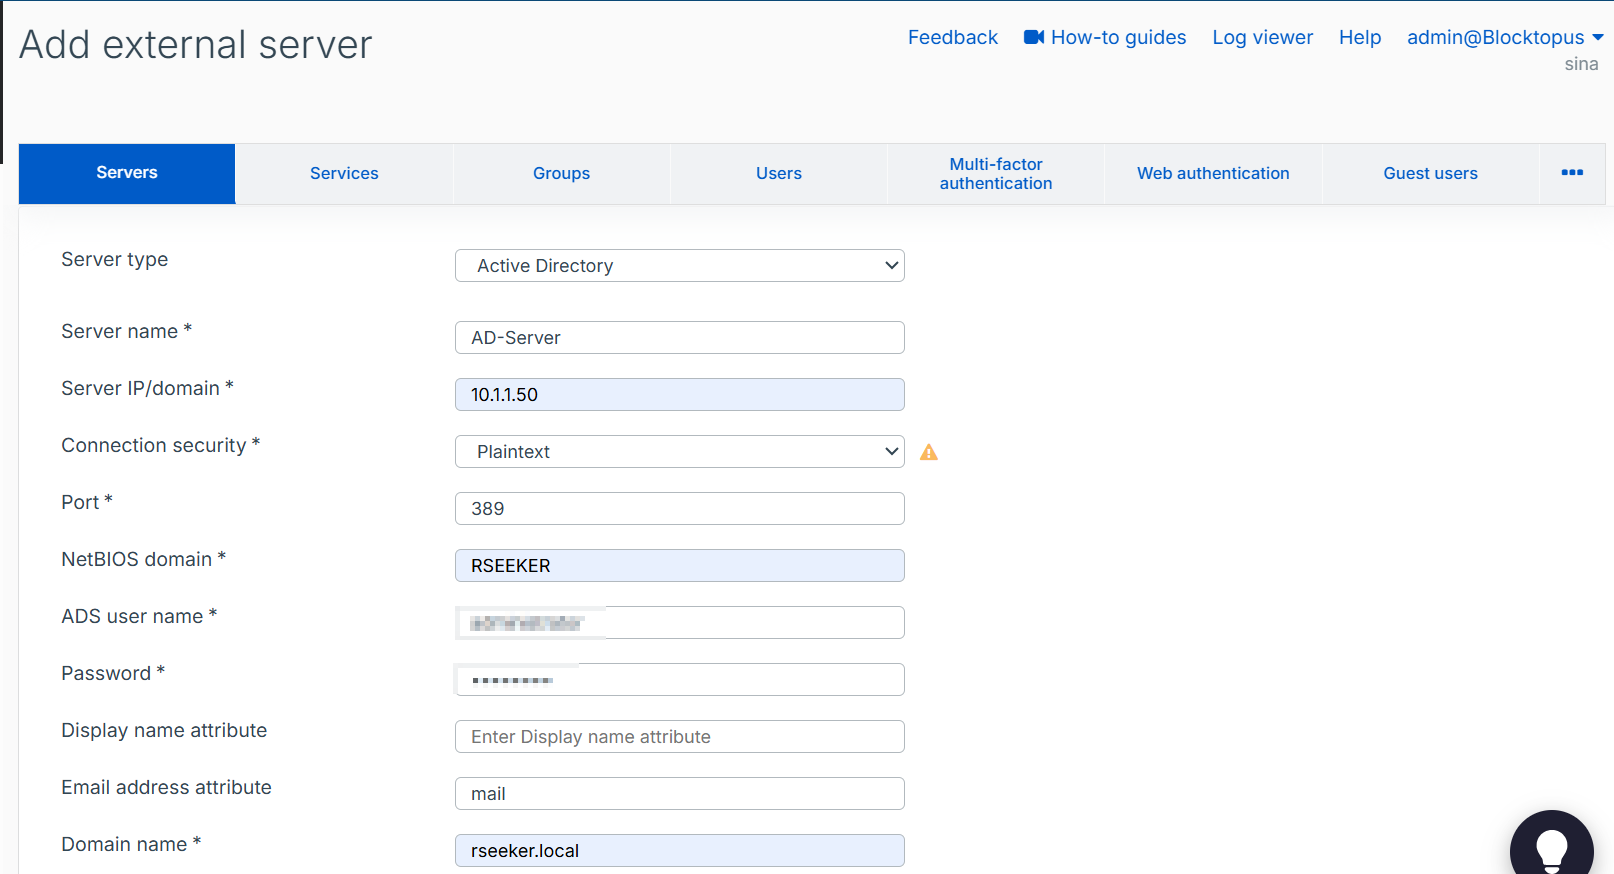 Add external server
Feedback How-to guides Log viewer Help admin@Blocktopus
sina
Servers Services Groups Users Multi-factor authentication Web authentication Guest users
Server type Active Directory
Server name * AD-Server
Server IP/domain * 10.1.1.50
Connection security * Plaintext
Port * 389
NetBIOS domain * RSEEKER
ADS user name *
Password *
Display name attribute Enter Display name attribute
Email address attribute mail
Domain name * rseeker.local